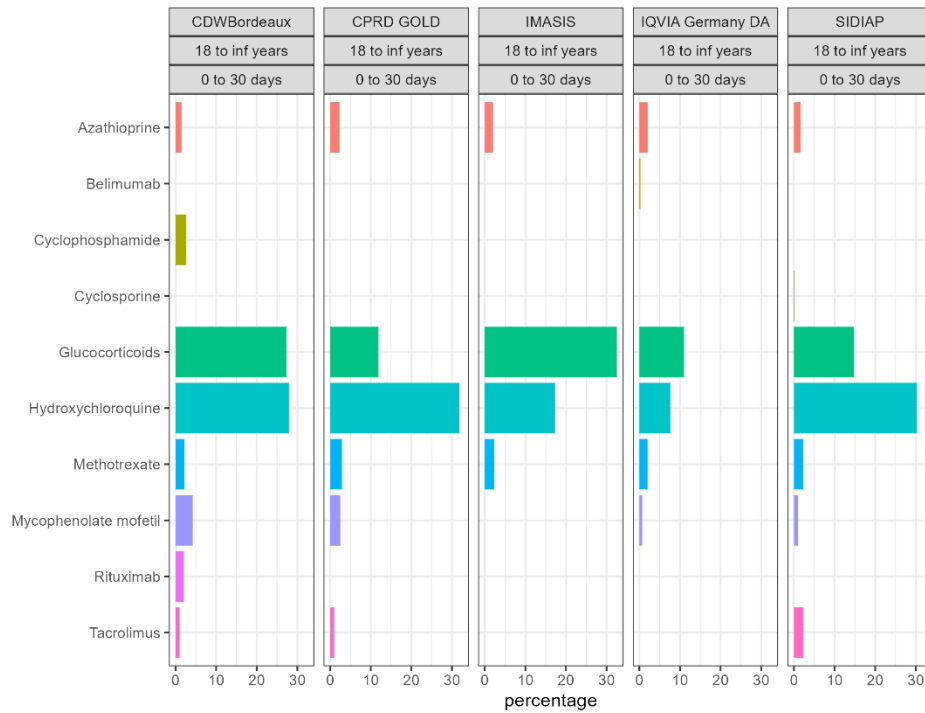 CDWBordeaux CPRD GOLD IMASIS IQVIA Germany DA SIDIAP
18 to inf years 18 to inf years 18 to inf years 18 to inf years 18 to inf years
0 to 30 days 0 to 30 days 0 to 30 days 0 to 30 days 0 to 30 days
Azathioprine
Belimumab
Cyclophosphamide
Cyclosporine
Glucocorticoids
Hydroxychloroquine
Methotrexate
Mycophenolate mofetil
Rituximab
Tacrolimus
0 10 20 30 0 10 20 30 0 10 20 30 0 10 20 30 0 10 20 30
percentage